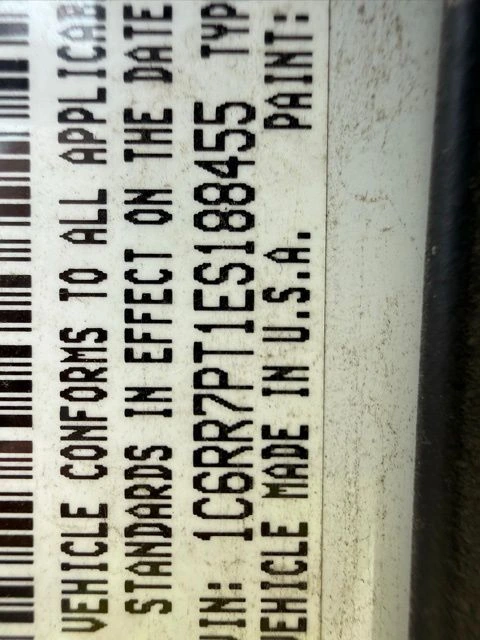 VEHICLE CONFORMS TO ALL APPLICAB
STANDARDS IN EFFECT ON THE DATE
VIN: 1C6RR7PT1ES188455 TYP
VEHICLE MADE IN U.S.A. PAINT: